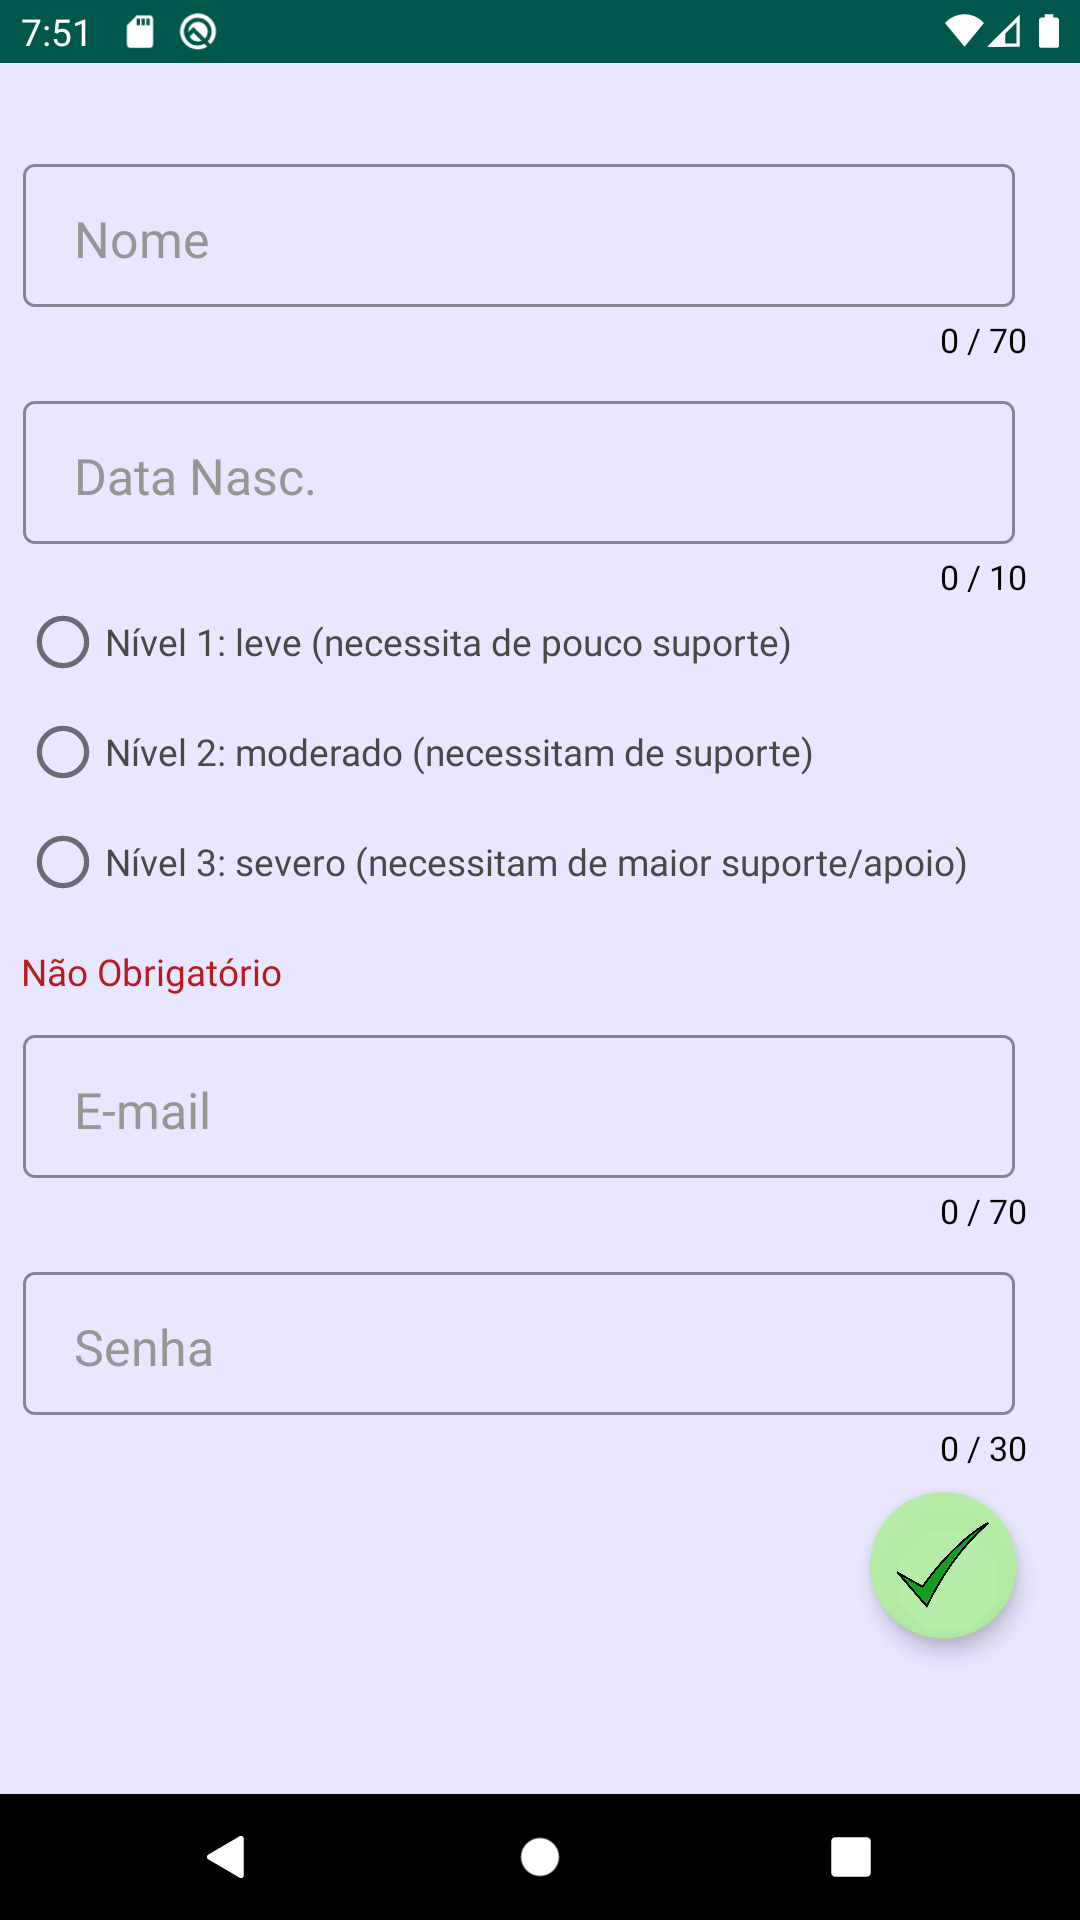 7:51
Nome
0 / 70
Data Nasc.
0 / 10
Nível 1: leve (necessita de pouco suporte)
Nível 2: moderado (necessitam de suporte)
Nível 3: severo (necessitam de maior suporte/apoio)
Não Obrigatório
E-mail
0 / 70
Senha
0 / 30